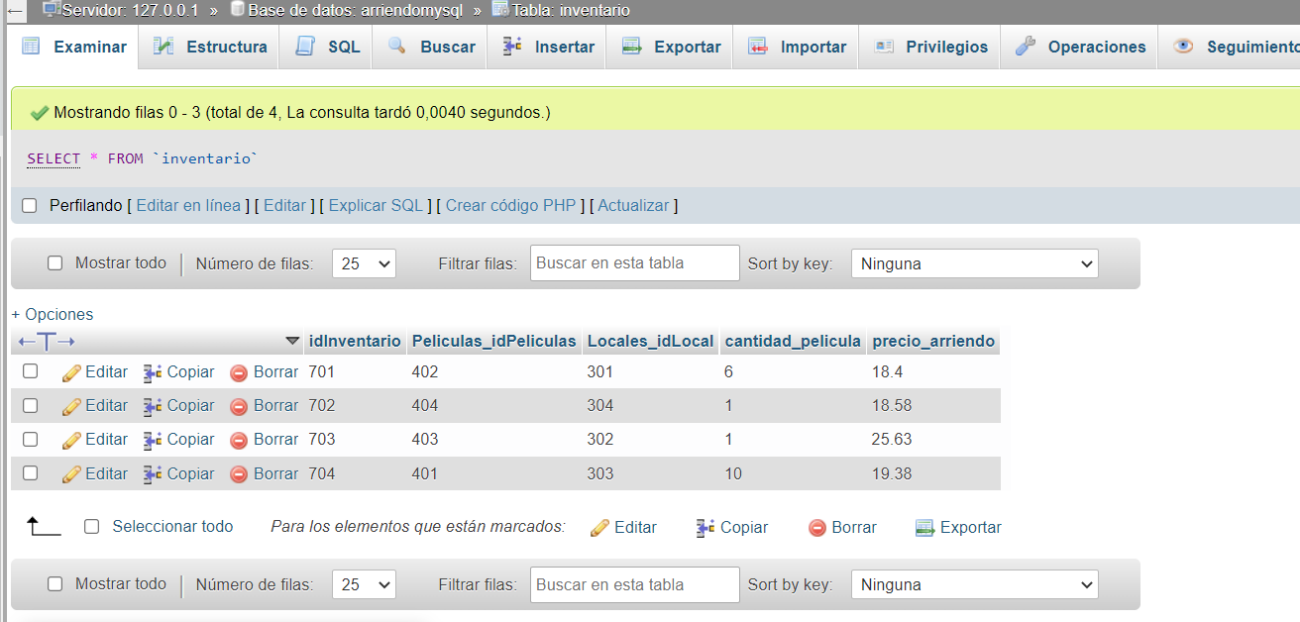 Servidor: 127.0.0.1 » Base de datos: arriendomysql » Tabla: inventario
Examinar Estructura SQL Buscar Insertar Exportar Importar Privilegios Operaciones Seguimiento
Mostrando filas 0 - 3 (total de 4, La consulta tardó 0,0040 segundos.)
SELECT * FROM `inventario`
Perfilando [ Editar en línea ] [ Editar ] [ Explicar SQL ] [ Crear código PHP ] [ Actualizar ]
Mostrar todo | Número de filas: 25 Filtrar filas: Buscar en esta tabla Sort by key: Ninguna
+ Opciones
←T→ idInventario Peliculas_idPeliculas Locales_idLocal cantidad_pelicula precio_arriendo
Editar Copiar Borrar 701 402 301 6 18.4
Editar Copiar Borrar 702 404 304 1 18.58
Editar Copiar Borrar 703 403 302 1 25.63
Editar Copiar Borrar 704 401 303 10 19.38
Seleccionar todo Para los elementos que están marcados: Editar Copiar Borrar Exportar
Mostrar todo | Número de filas: 25 Filtrar filas: Buscar en esta tabla Sort by key: Ninguna